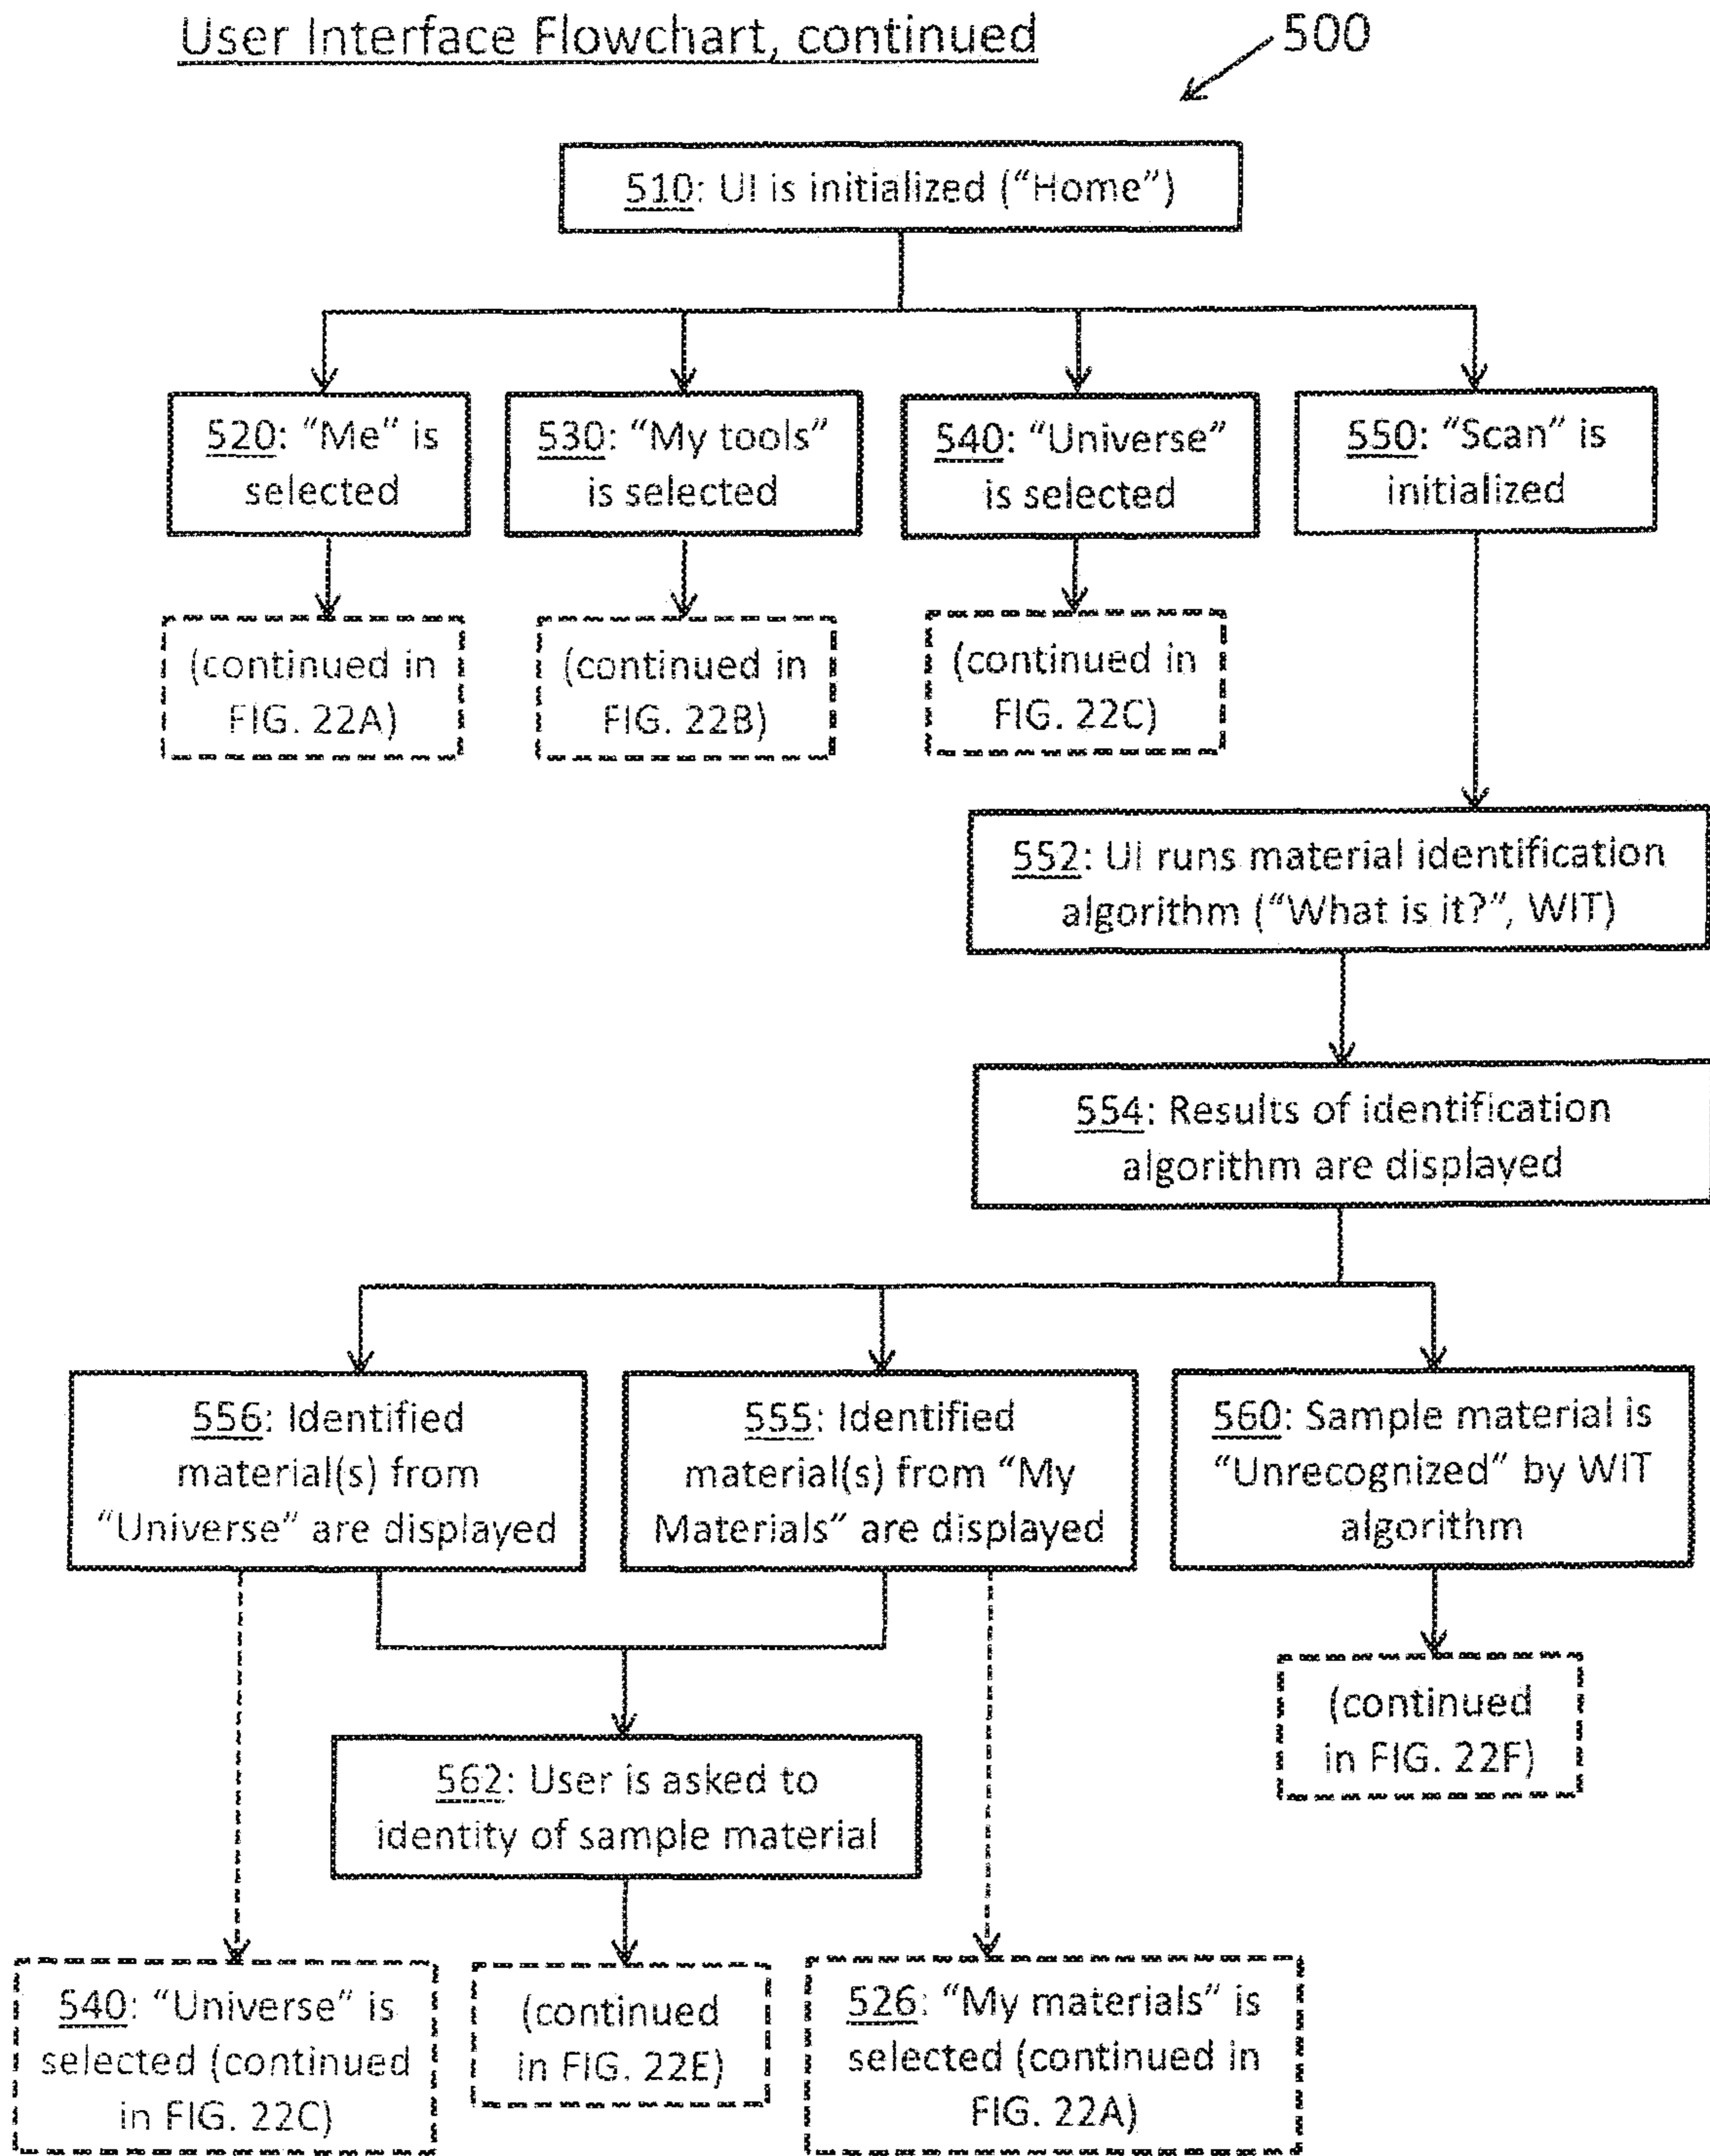 User Interface Flowchart, continued
500
510: UI is initialized (“Home”)
520: “Me” is
selected
530: “My tools”
is selected
540: “Universe”
is selected
550: “Scan” is
initialized
(continued in
FIG. 22A)
(continued in
FIG. 22B)
(continued in
FIG. 22C)
552: UI runs material identification
algorithm (“What is it?”, WIT)
554: Results of identification
algorithm are displayed
556: Identified
material(s) from
“Universe” are displayed
555: Identified
material(s) from “My
Materials” are displayed
560: Sample material is
“Unrecognized” by WIT
algorithm
(continued
in FIG. 22F)
562: User is asked to
identity of sample material
540: “Universe” is
selected (continued
in FIG. 22C)
(continued
in FIG. 22E)
526: “My materials” is
selected (continued in
FIG. 22A)